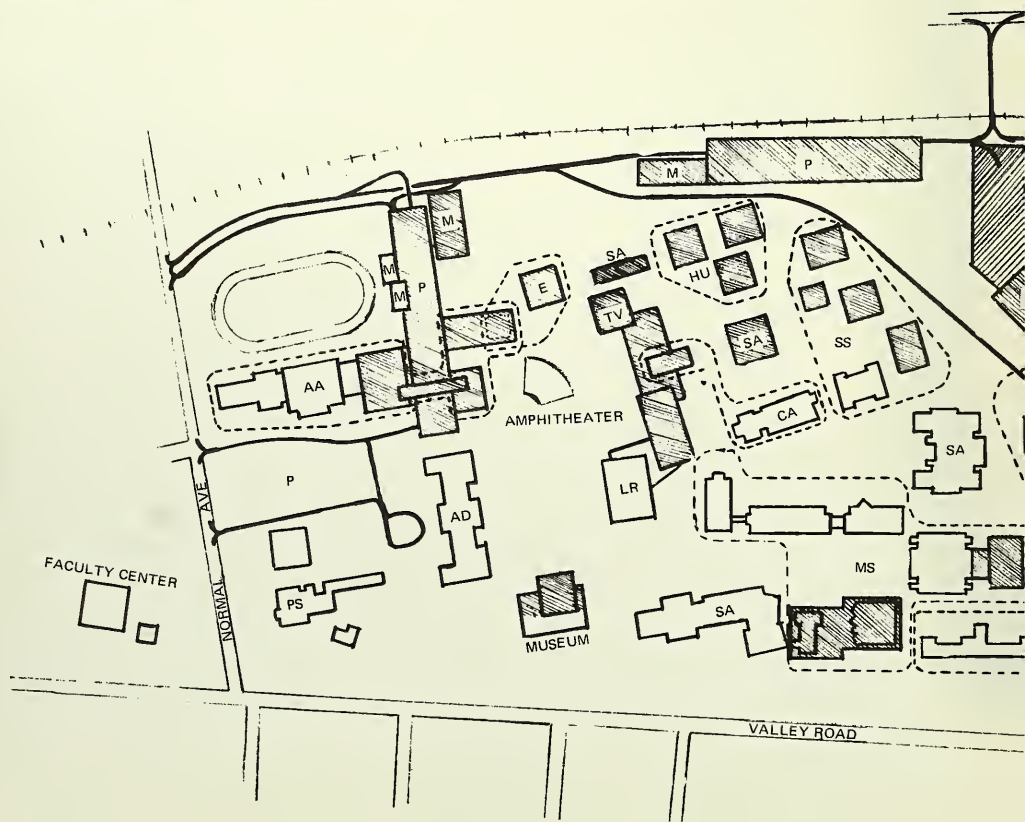 M
P
M
SA
HU
E
M
P
M
TV
SA
SS
AA
AMPHITHEATER
CA
SA
P
LR
AD
AVE
NORMAL
FACULTY CENTER
PS
MS
SA
MUSEUM
VALLEY ROAD